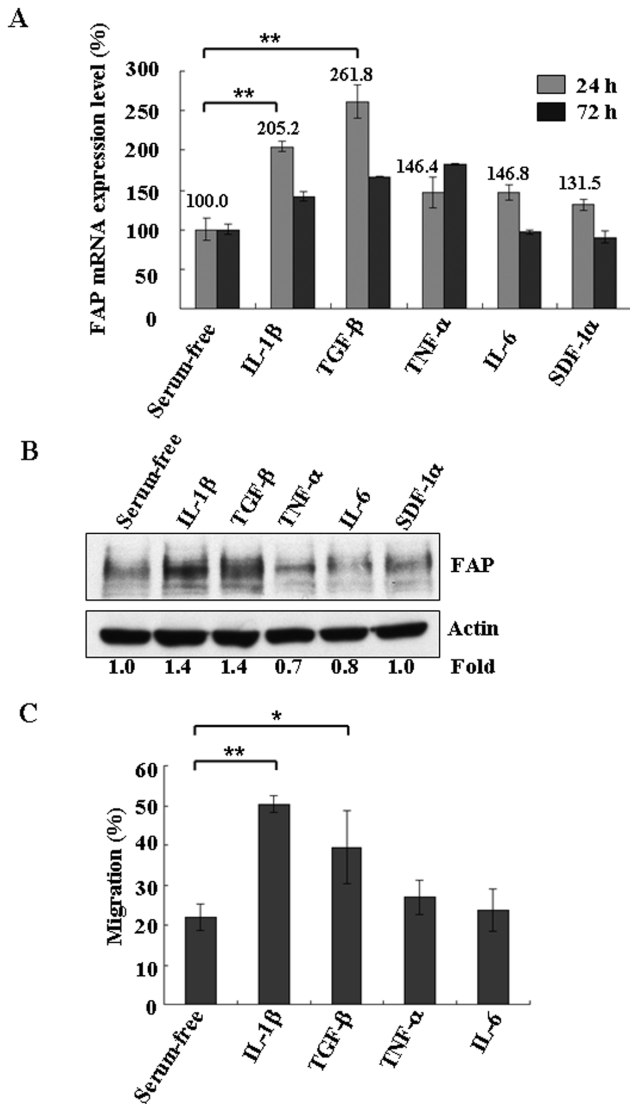 A
FAP mRNA expression level (%)
300
250
200
150
100
50
0
**
**
100.0
205.2
261.8
146.4
146.8
131.5
24 h
72 h
Serum-free
IL-1β
TGF-β
TNF-α
IL-6
SDF-1α
B
Serum-free
IL-1β
TGF-β
TNF-α
IL-6
SDF-1α
FAP
Actin
1.0 1.4 1.4 0.7 0.8 1.0 Fold
C
Migration (%)
60
50
40
30
20
10
0
*
**
Serum-free
IL-1β
TGF-β
TNF-α
IL-6